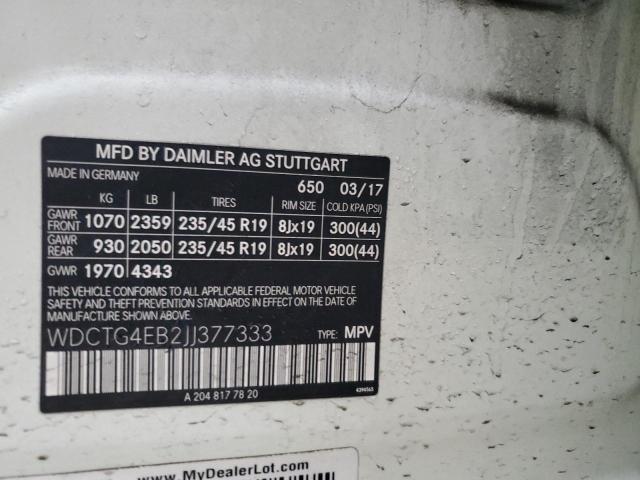 MFD BY DAIMLER AG STUTTGART
MADE IN GERMANY 650 03/17
KG LB TIRES RIM SIZE COLD KPA (PSI)
GAWR FRONT 1070 2359 235/45 R19 8Jx19 300(44)
GAWR REAR 930 2050 235/45 R19 8Jx19 300(44)
GVWR 1970 4343
THIS VEHICLE CONFORMS TO ALL APPLICABLE FEDERAL MOTOR VEHICLE
SAFETY AND THEFT PREVENTION STANDARDS IN EFFECT ON THE DATE
OF MANUFACTURE SHOWN ABOVE.
WDCTG4EB2JJ377333 TYPE: MPV
A 204 817 78 20
www.MyDealerLot.com